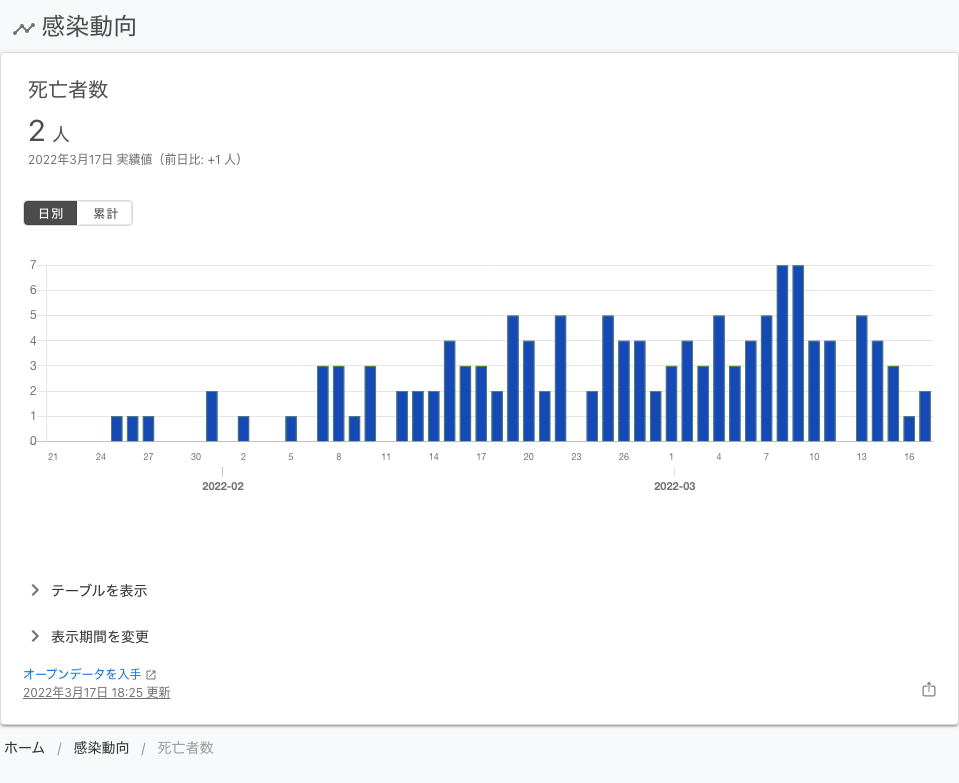 感染動向
死亡者数
2 人
2022年3月17日 実績値（前日比: +1 人）
日別 累計
7
6
5
4
3
2
1
0
21 24 27 30 2 5 8 11 14 17 20 23 26 1 4 7 10 13 16
2022-02 2022-03
テーブルを表示
表示期間を変更
オープンデータを入手
2022年3月17日 18:25 更新
ホーム / 感染動向 / 死亡者数